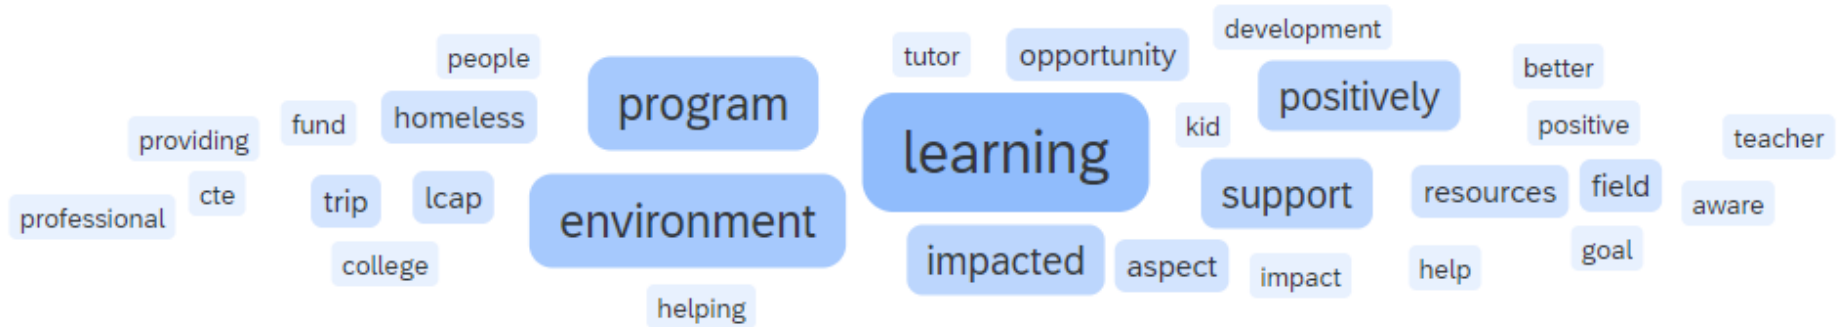 development
people
tutor
opportunity
better
program
positively
fund
homeless
kid
positive
providing
teacher
learning
cte
trip
lcap
support
resources
field
professional
environment
aware
college
impacted
aspect
impact
help
goal
helping